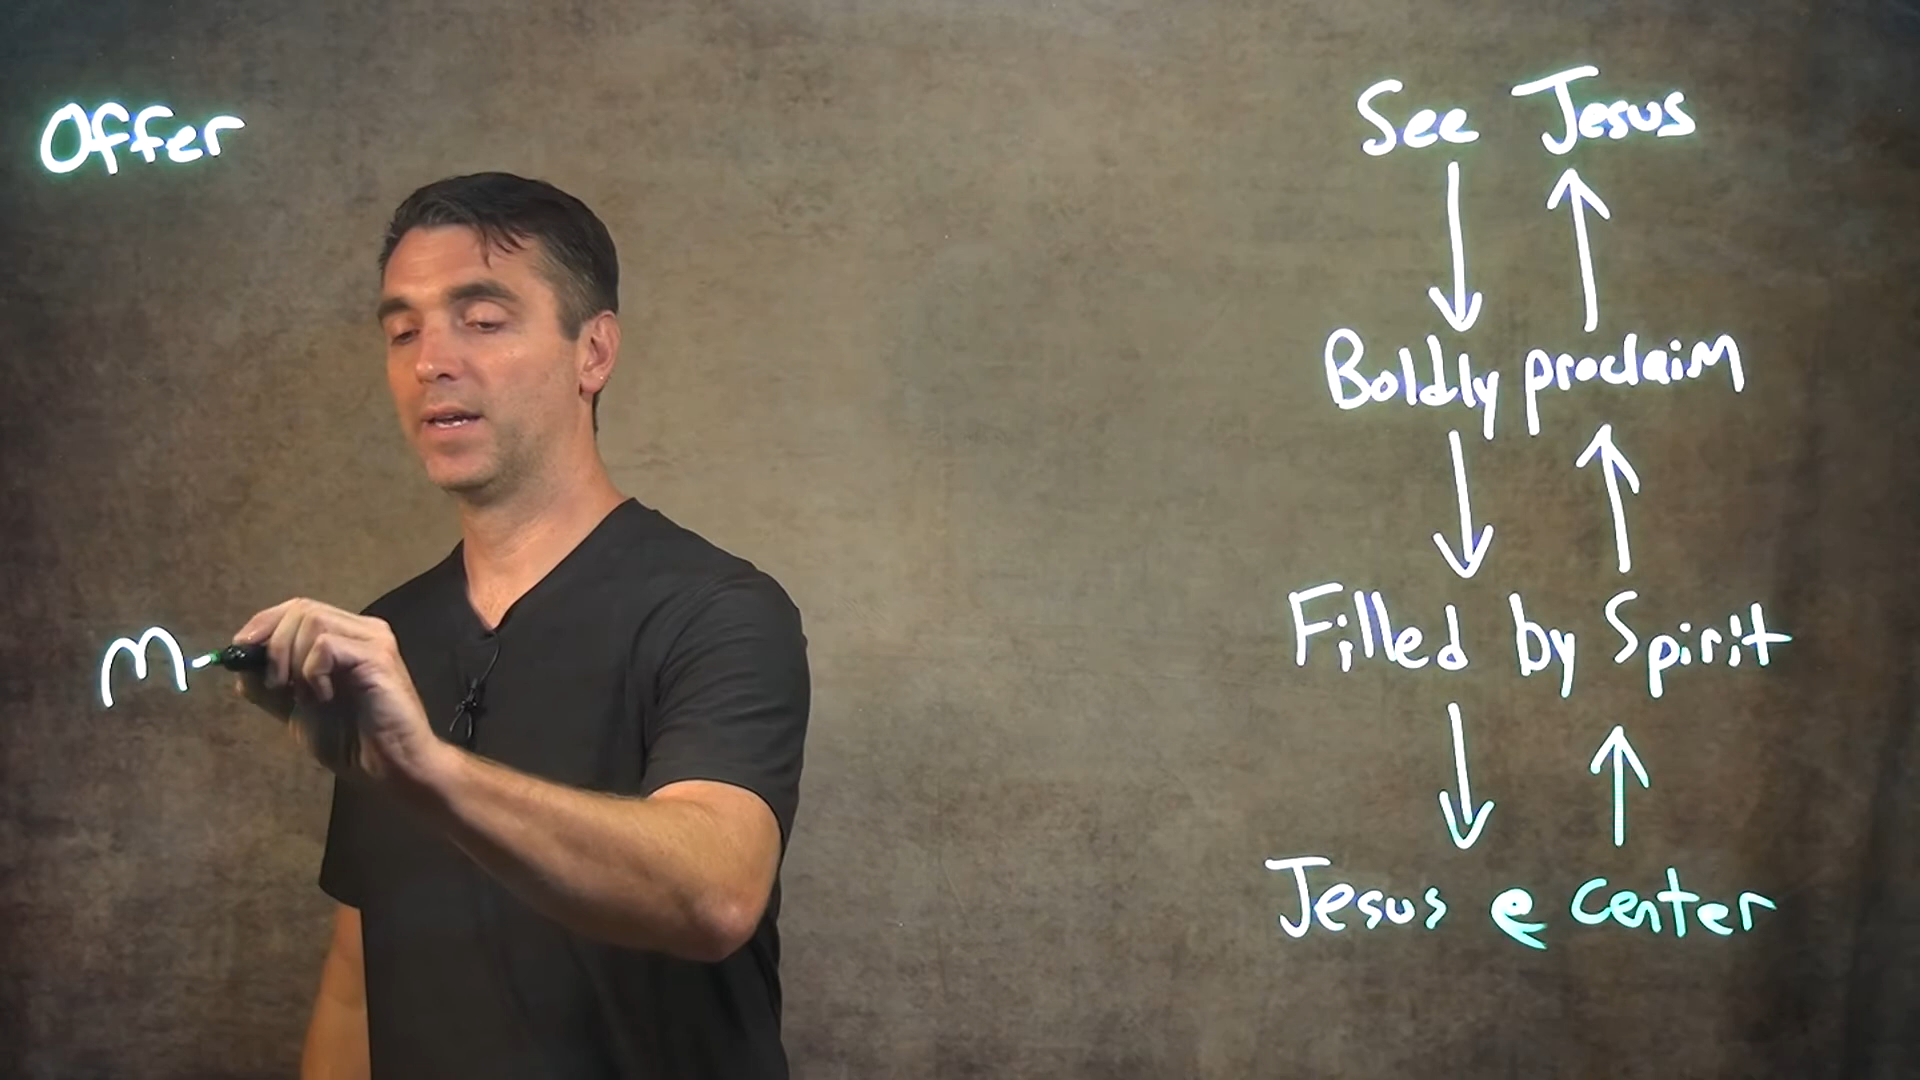 Offer
See Jesus
Boldly proclaim
Filled by Spirit
M
Jesus @ center